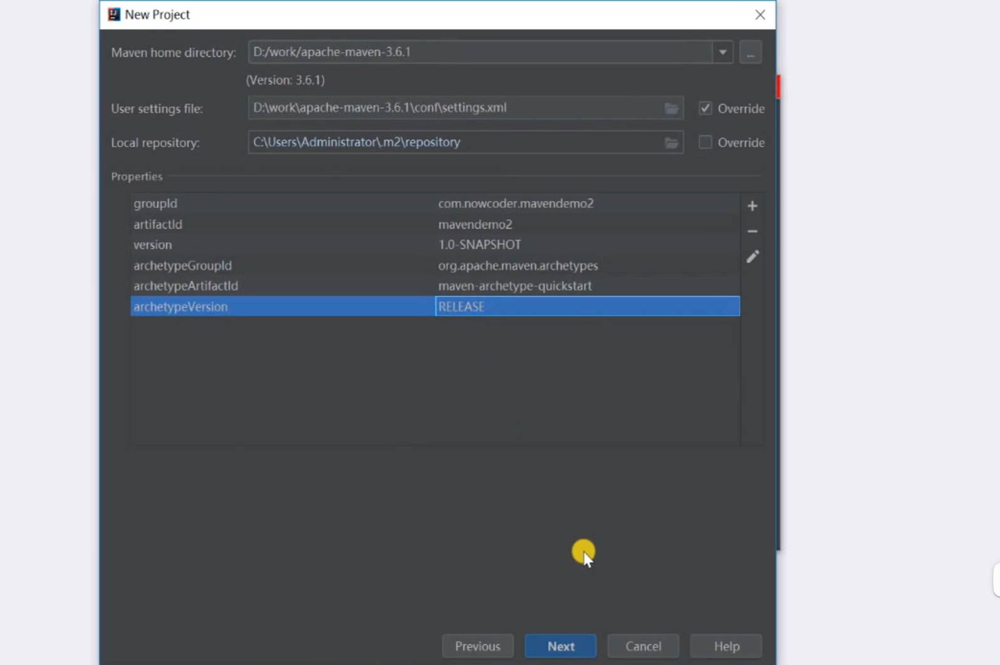 New Project
Maven home directory: D:/work/apache-maven-3.6.1 ...
(Version: 3.6.1)
User settings file: D:\work\apache-maven-3.6.1\conf\settings.xml Override
Local repository: C:\Users\Administrator\.m2\repository Override
Properties
groupId com.nowcoder.mavendemo2
artifactId mavendemo2
version 1.0-SNAPSHOT
archetypeGroupId org.apache.maven.archetypes
archetypeArtifactId maven-archetype-quickstart
archetypeVersion RELEASE
Previous Next Cancel Help